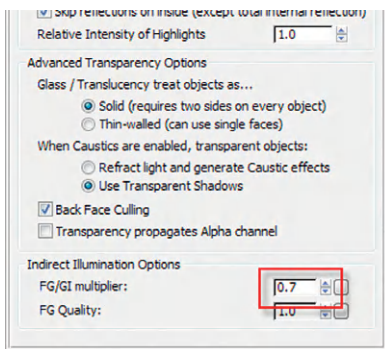 Skip reflections on inside (except total internal reflection)
Relative Intensity of Highlights 1.0
Advanced Transparency Options
Glass / Translucency treat objects as...
Solid (requires two sides on every object)
Thin-walled (can use single faces)
When Caustics are enabled, transparent objects:
Refract light and generate Caustic effects
Use Transparent Shadows
Back Face Culling
Transparency propagates Alpha channel
Indirect Illumination Options
FG/GI multiplier: 0.7
FG Quality: 1.0